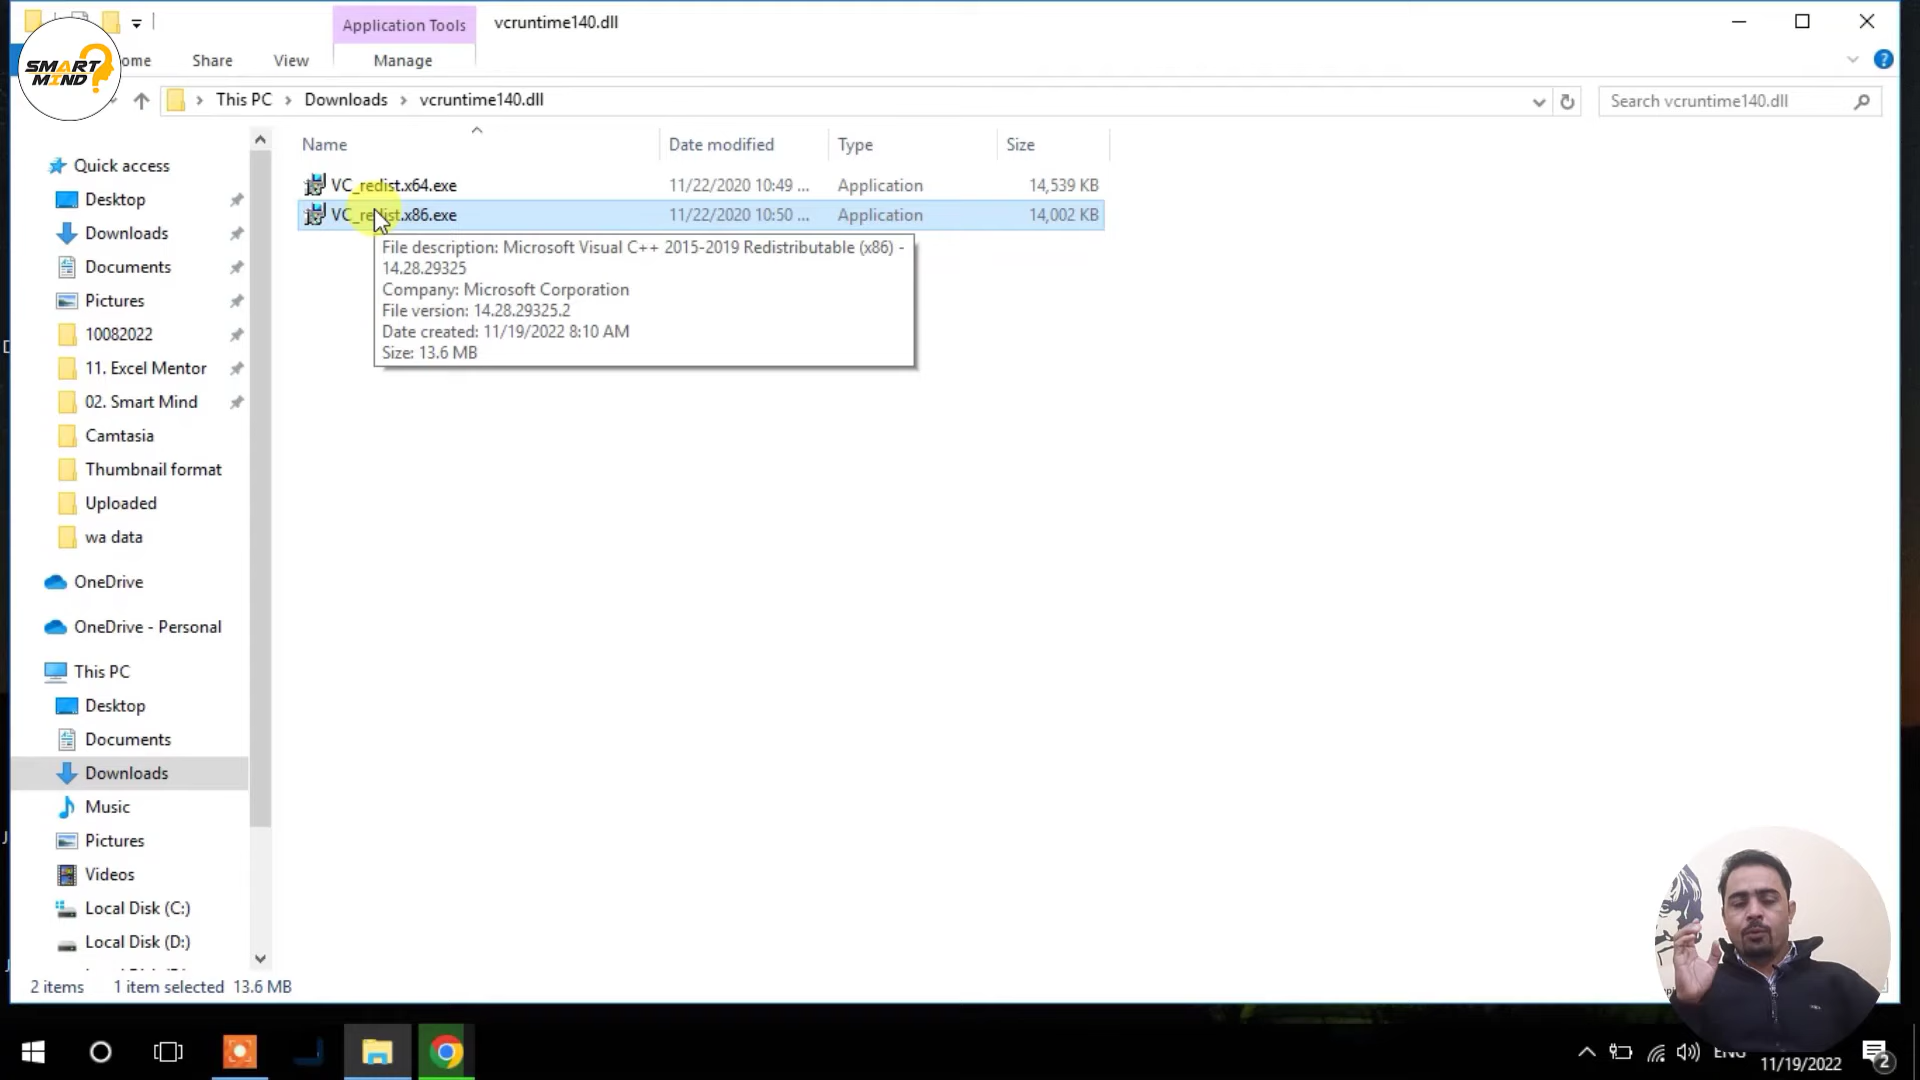 Application Tools
vcruntime140.dll
SMART
MIND
ome
Share
View
Manage
This PC
Downloads
vcruntime140.dll
Search vcruntime140.dll
Name
Date modified
Type
Size
VC_redist.x64.exe
11/22/2020 10:49 ...
Application
14,539 KB
VC_redist.x86.exe
11/22/2020 10:50 ...
Application
14,002 KB
File description: Microsoft Visual C++ 2015-2019 Redistributable (x86) -
14.28.29325
Company: Microsoft Corporation
File version: 14.28.29325.2
Date created: 11/19/2022 8:10 AM
Size: 13.6 MB
Quick access
Desktop
Downloads
Documents
Pictures
10082022
11. Excel Mentor
02. Smart Mind
Camtasia
Thumbnail format
Uploaded
wa data
OneDrive
OneDrive - Personal
This PC
Desktop
Documents
Downloads
Music
Pictures
Videos
Local Disk (C:)
Local Disk (D:)
2 items
1 item selected
13.6 MB
ENG
11/19/2022
2